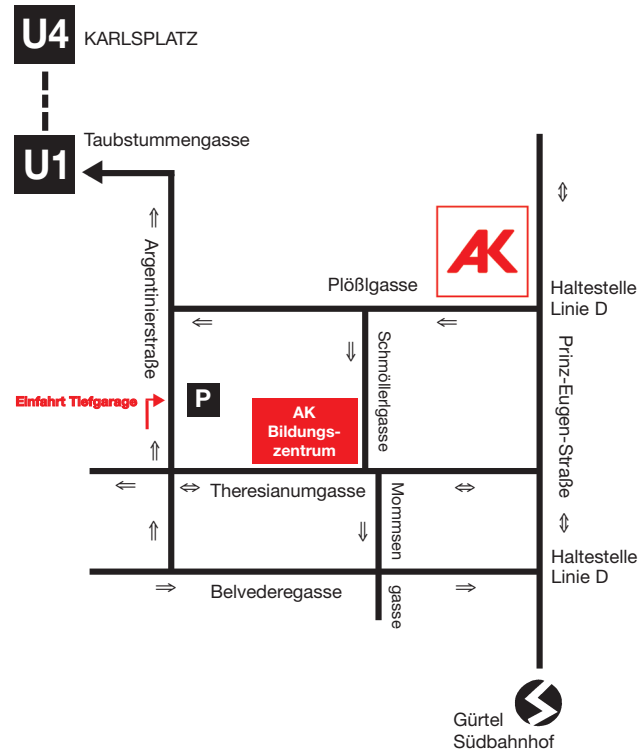 U4 KARLSPLATZ
Taubstummengasse
U1
AK
Argentinierstraße
Plößlgasse
Haltestelle
Linie D
Schmöllerlgasse
Prinz-Eugen-Straße
Einfahrt Tiefgarage
P
AK
Bildungs-
zentrum
Theresianumgasse
Mommsen
gasse
Haltestelle
Linie D
Belvederegasse
Gürtel
Südbahnhof